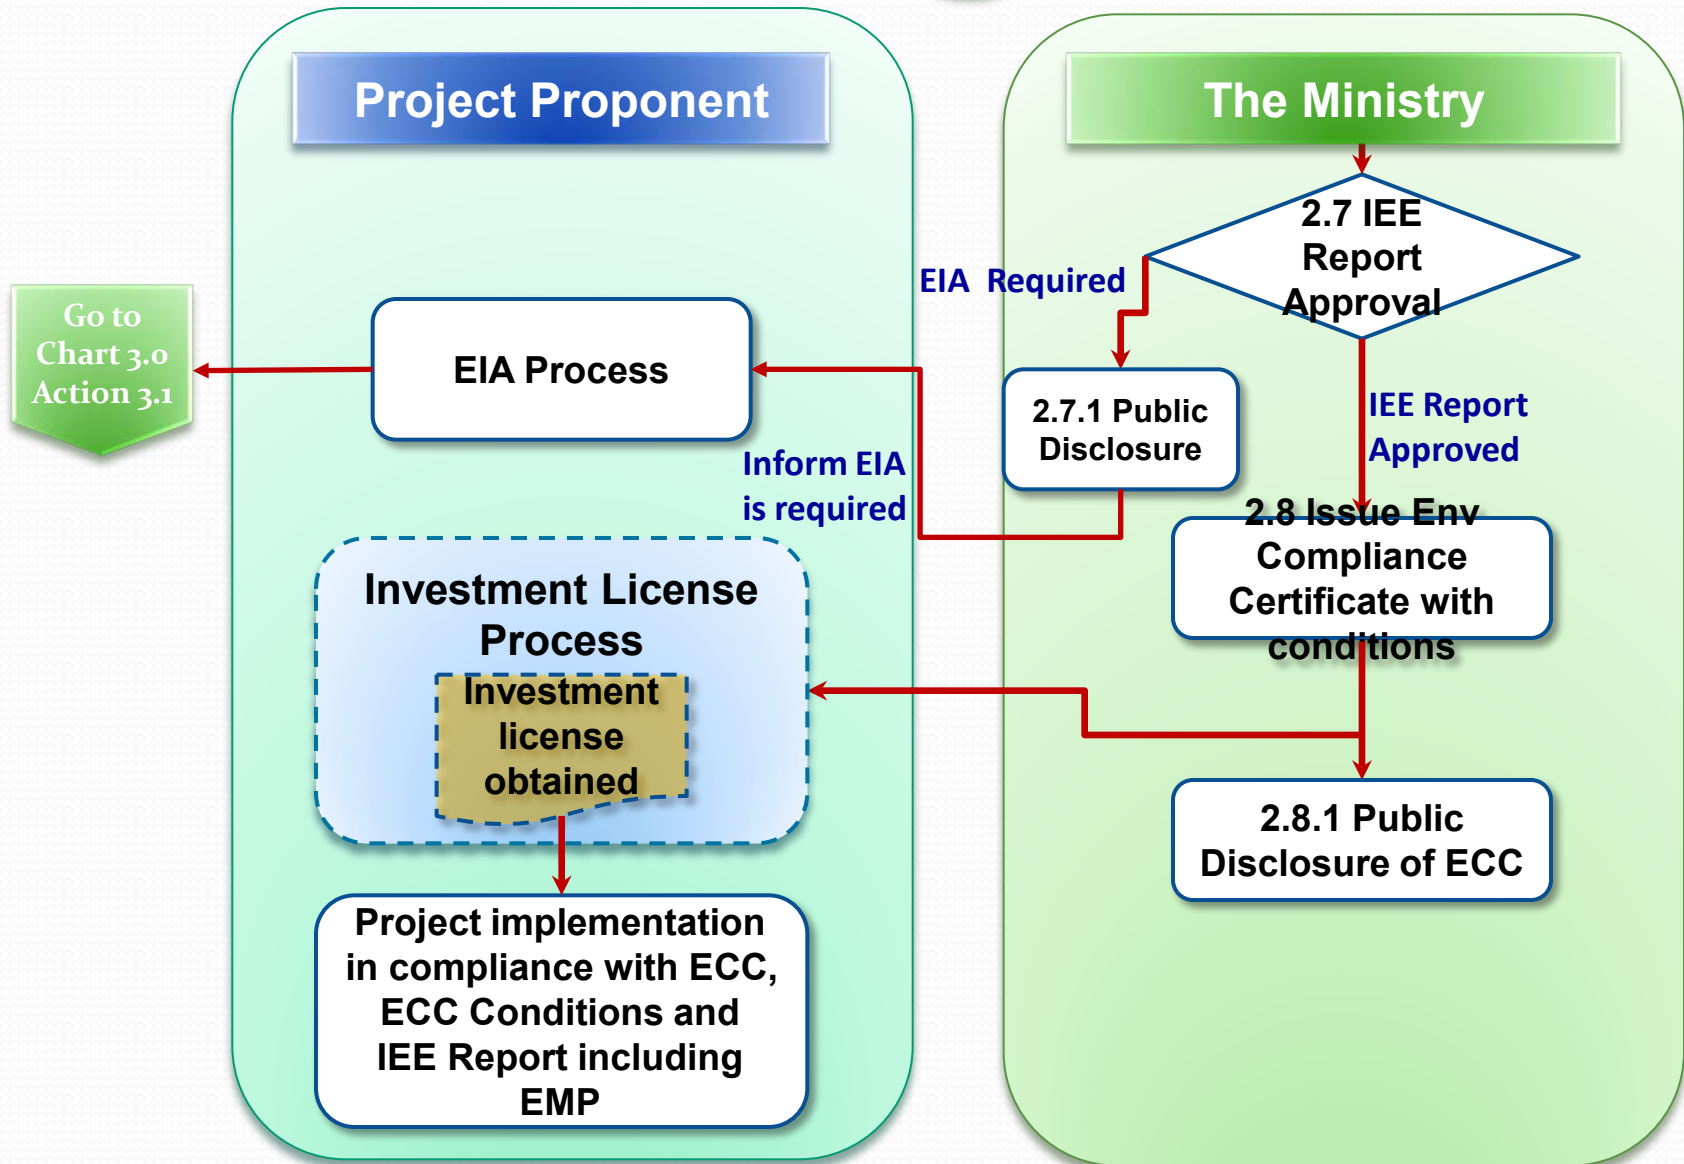 Project Proponent
The Ministry
2.7 IEE
Report
Approval
EIA Required
Go to
Chart 3.0
Action 3.1
EIA Process
2.7.1 Public
Disclosure
IEE Report
Approved
Inform EIA
is required
2.8 Issue Env
Compliance
Certificate with
conditions
Investment License
Process
Investment
license
obtained
2.8.1 Public
Disclosure of ECC
Project implementation
in compliance with ECC,
ECC Conditions and
IEE Report including
EMP